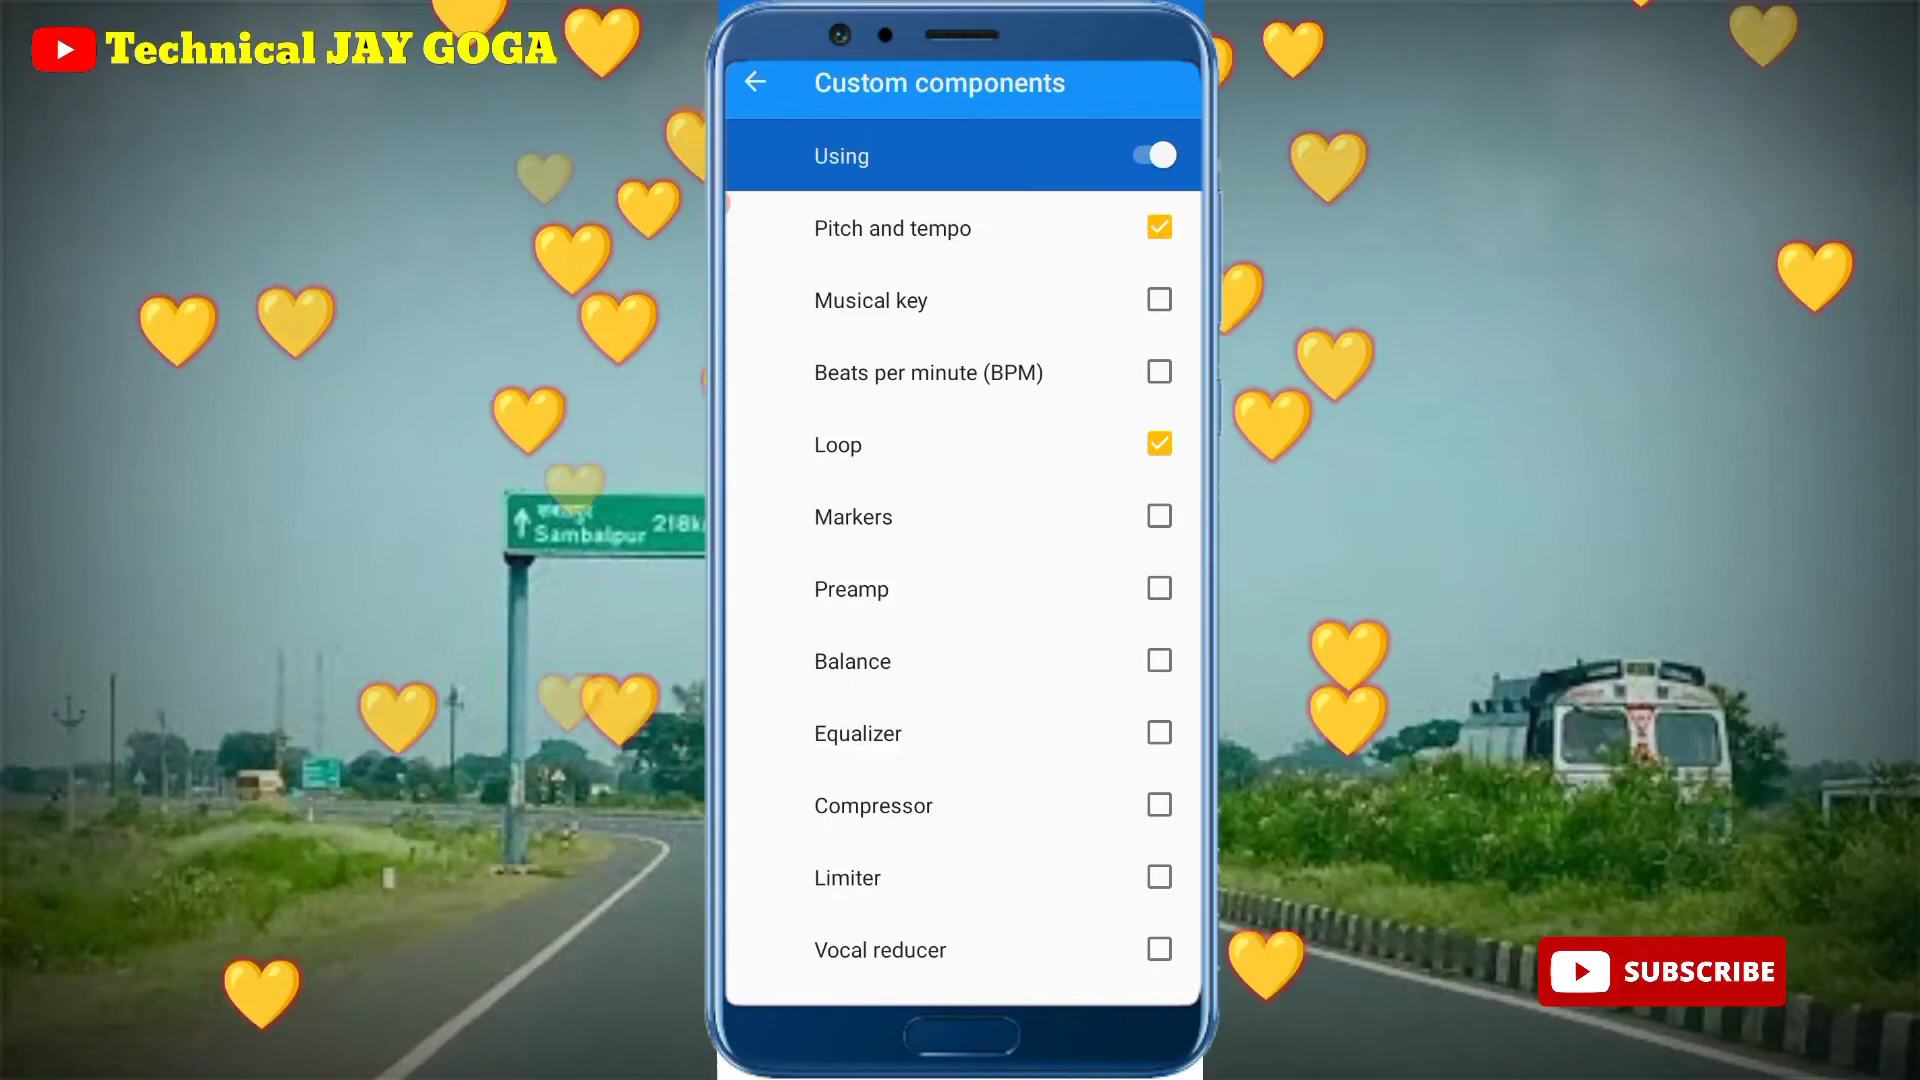 Technical JAY GOGA
Custom components
Using
Pitch and tempo
Musical key
Beats per minute (BPM)
Loop
Markers
Preamp
Balance
Equalizer
Compressor
Limiter
Vocal reducer
Sambalpur 218k
SUBSCRIBE